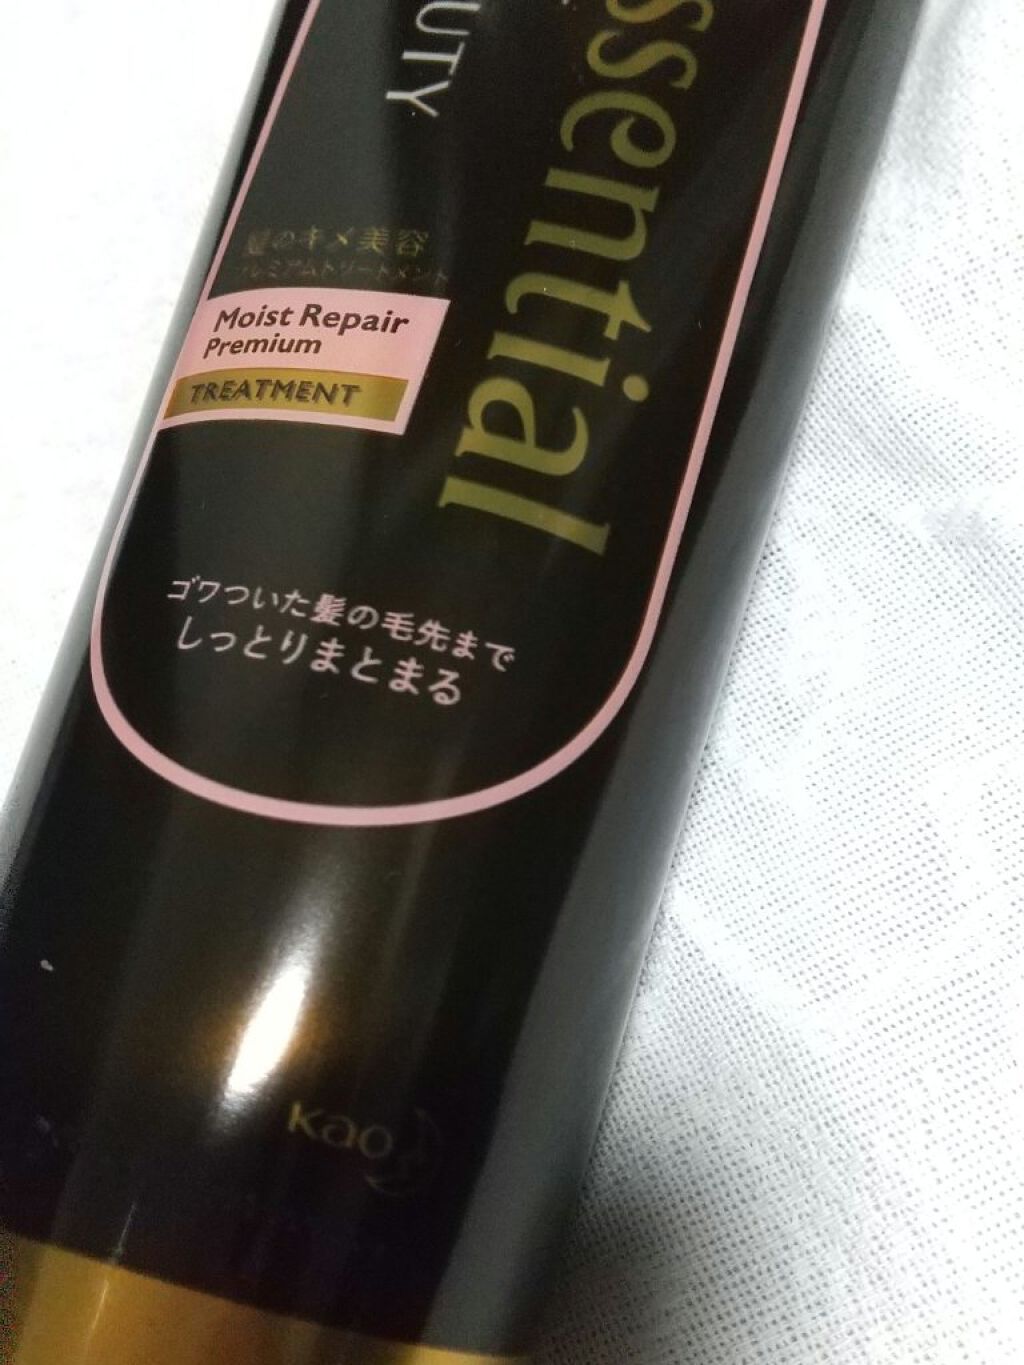 UTY
ssential
髪のキメ美容
プレミアムトリートメント
Moist Repair
Premium
TREATMENT
ゴワついた髪の毛先まで
しっとりまとまる
Kao